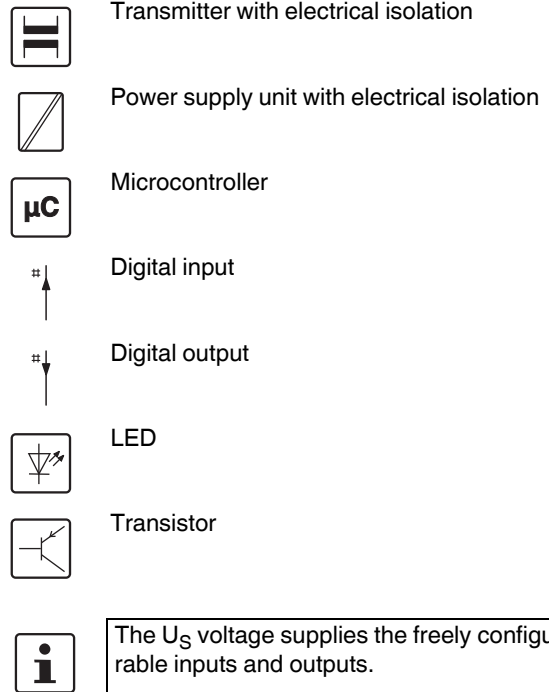 Transmitter with electrical isolation
Power supply unit with electrical isolation
µC
Microcontroller
#
Digital input
#
Digital output
LED
Transistor
i
The US voltage supplies the freely configu
rable inputs and outputs.